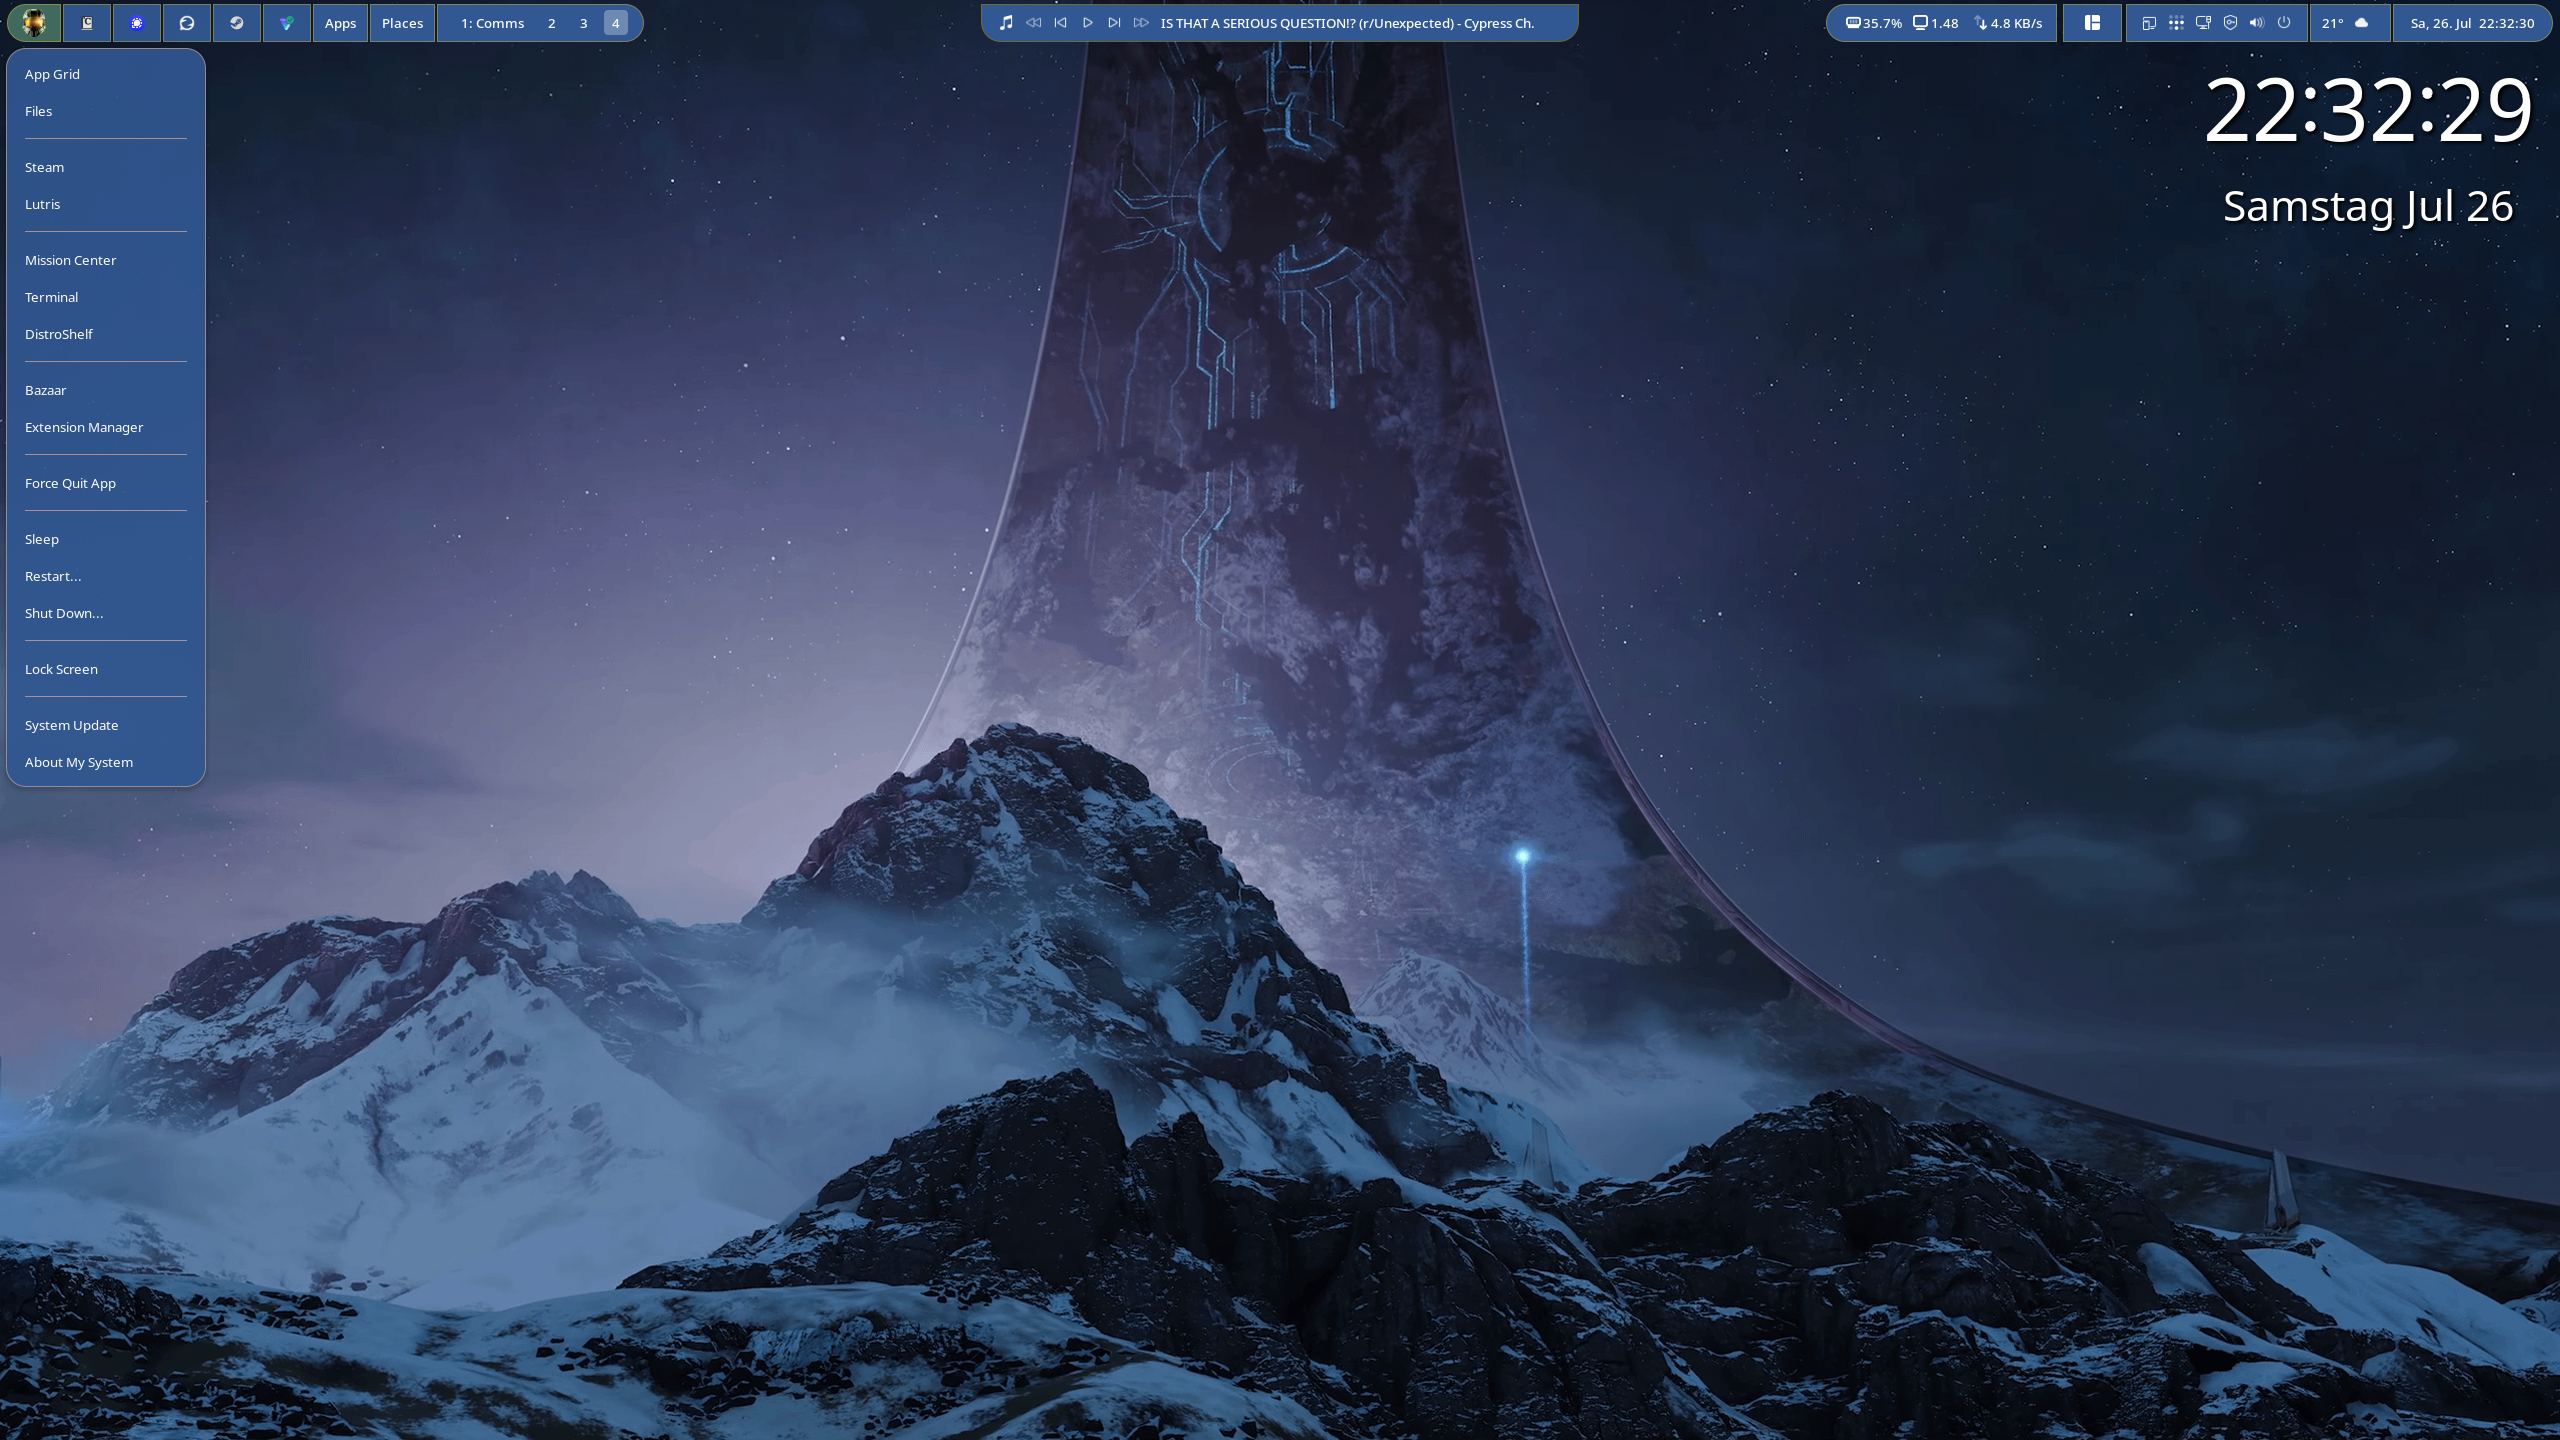 Apps
Places
1: Comms 2 3 4
IS THAT A SERIOUS QUESTION!? (r/Unexpected) - Cypress Ch.
35.7% 1.48 4.8 KB/s
21°
Sa, 26. Jul 22:32:30
App Grid
Files
Steam
Lutris
Mission Center
Terminal
DistroShelf
Bazaar
Extension Manager
Force Quit App
Sleep
Restart...
Shut Down...
Lock Screen
System Update
About My System
22:32:29
Samstag Jul 26